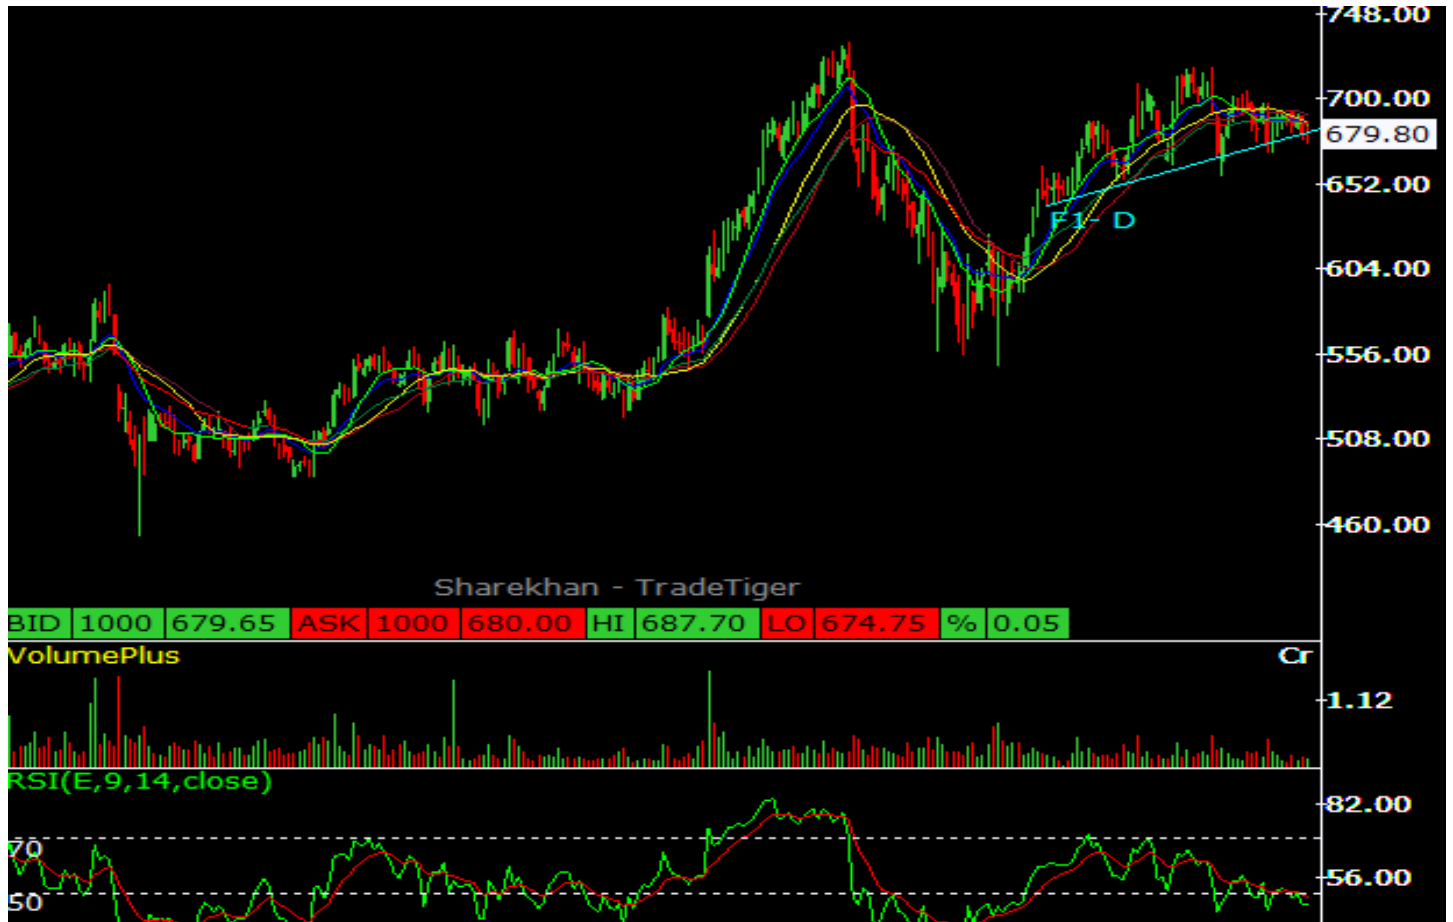 748.00
700.00
679.80
652.00
F1- D
604.00
556.00
508.00
460.00
Sharekhan - TradeTiger
BID 1000 679.65 ASK 1000 680.00 HI 687.70 LO 674.75 % 0.05
VolumePlus Cr
1.12
RSI(E,9,14,close)
82.00
70
56.00
50